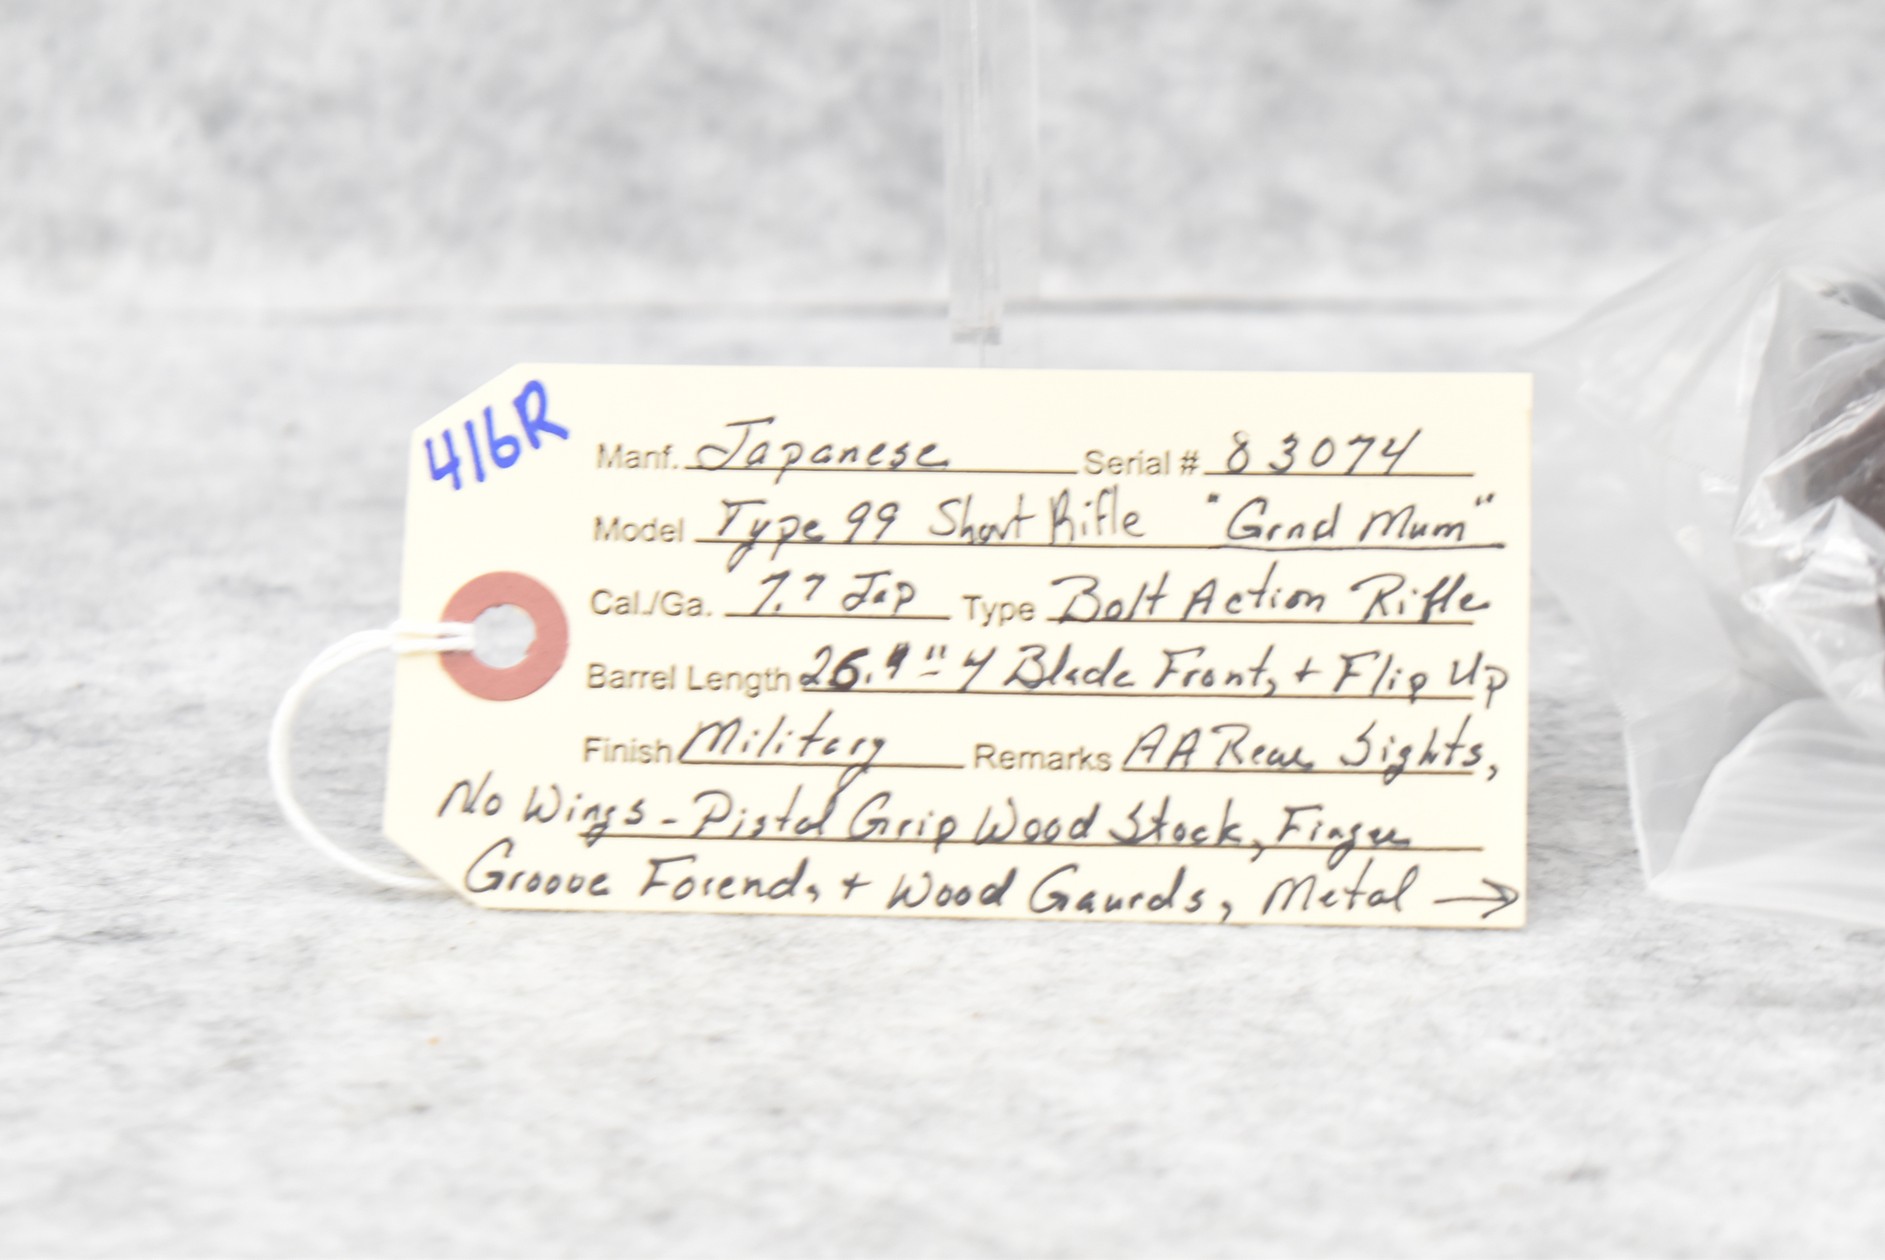 416R
Manf. Japanese Serial # 83074
Model Type 99 Short Rifle "Grnd Mum"
Cal./Ga. 7.7 Jap Type Bolt Action Rifle
Barrel Length 26.9" - Blade Front, + Flip Up
Finish Military Remarks AA Rear Sights,
No Wings - Pistol Grip Wood Stock, Finger
Groove Forend, + Wood Gaurds, Metal →